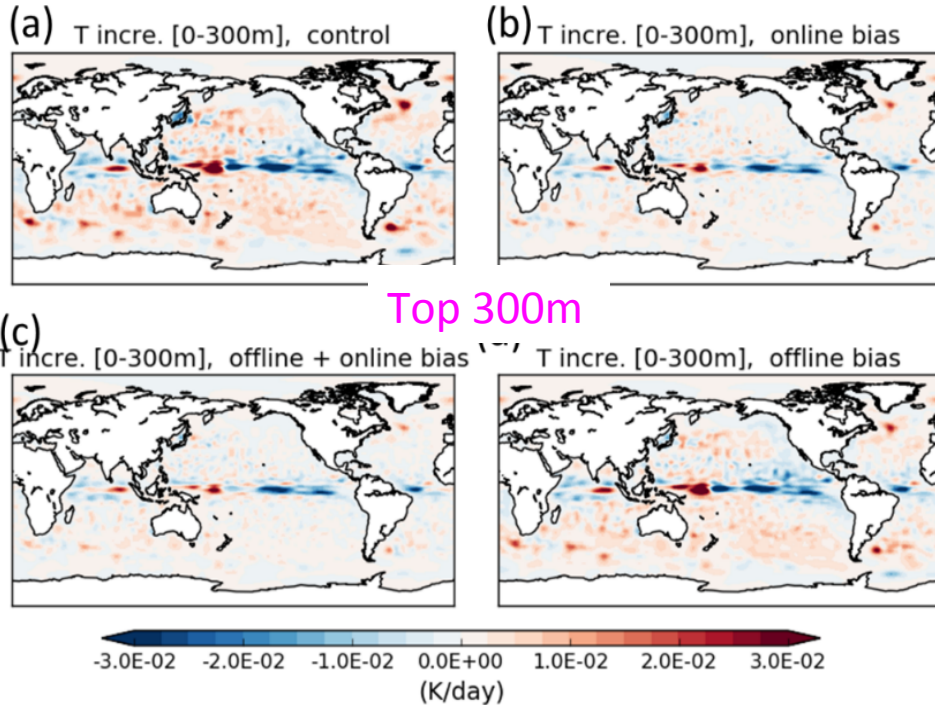 (a)
T incre. [0-300m], control
(b)
T incre. [0-300m], online bias
Top 300m
(c)
T incre. [0-300m], offline + online bias
T incre. [0-300m], offline bias
-3.0E-02 -2.0E-02 -1.0E-02 0.0E+00 1.0E-02 2.0E-02 3.0E-02
(K/day)